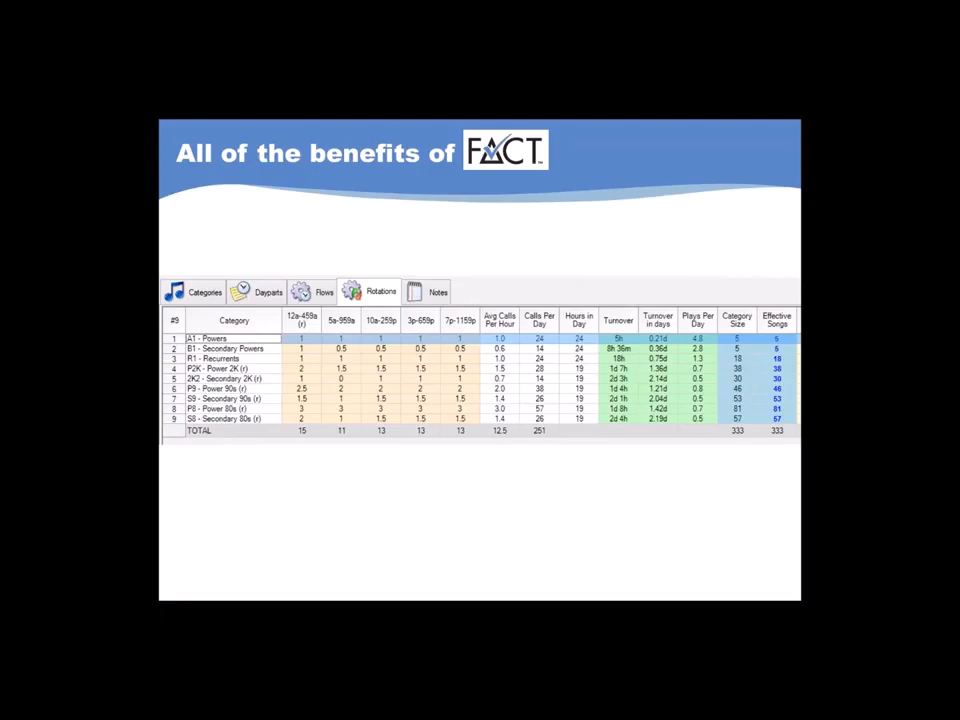 All of the benefits of FACT™
Categories Dayparts Flows Rotations Notes
#9 Category 12a-459a (r) 5a-959a 10a-259p 3p-659p 7p-1159p Avg Calls Per Hour Calls Per Day Hours in Day Turnover Turnover in days Plays Per Day Category Size Effective Songs
1 A1 - Powers 1 1 1 1 1 1.0 24 24 5h 0.21d 4.8 5 5
2 B1 - Secondary Powers 1 0.5 0.5 0.5 0.5 0.6 14 24 8h 36m 0.36d 2.8 5 5
3 R1 - Recurrents 1 1 1 1 1 1.0 24 24 18h 0.75d 1.3 18 18
4 P2K - Power 2K (r) 2 1.5 1.5 1.5 1.5 1.5 28 19 1d 7h 1.36d 0.7 38 38
5 2K2 - Secondary 2K (r) 1 0 1 1 1 0.7 14 19 2d 3h 2.14d 0.5 30 30
6 P9 - Power 90s (r) 2.5 2 2 2 2 2.0 38 19 1d 4h 1.21d 0.8 46 46
7 S9 - Secondary 90s (r) 1.5 1 1.5 1.5 1.5 1.4 26 19 2d 1h 2.04d 0.5 53 53
8 P8 - Power 80s (r) 3 3 3 3 3 3.0 57 19 1d 8h 1.42d 0.7 81 81
9 S8 - Secondary 80s (r) 2 1 1.5 1.5 1.5 1.4 26 19 2d 4h 2.19d 0.5 57 57
TOTAL 15 11 13 13 13 12.5 251 333 333